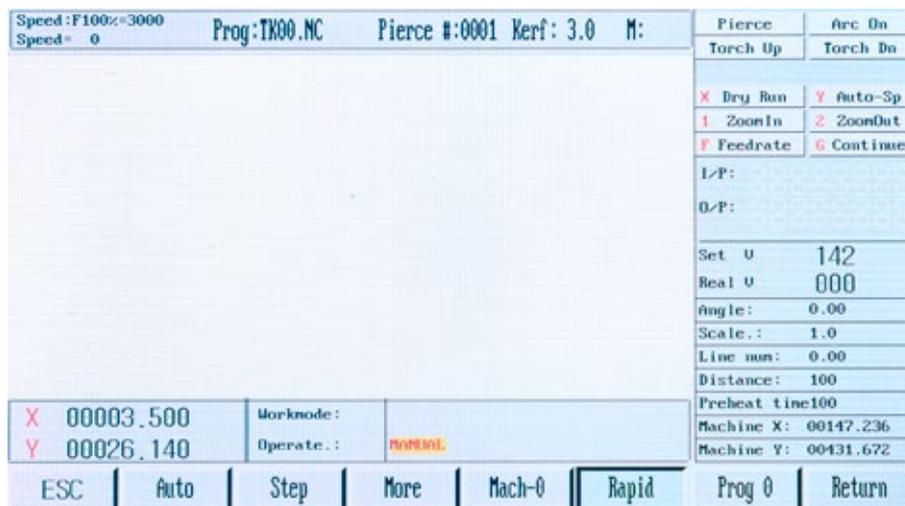 Speed:F100%=3000
Speed= 0
Prog:TK00.NC Pierce #:0001 Kerf: 3.0 M:
Pierce Arc On
Torch Up Torch Dn
X Dry Run Y Auto-Sp
1 ZoomIn 2 ZoomOut
F Feedrate G Continue
I/P:
O/P:
Set V 142
Real V 000
Angle: 0.00
Scale.: 1.0
Line num: 0.00
Distance: 100
Preheat time100
Machine X: 00147.236
Machine Y: 00431.672
X 00003.500 Workmode:
Y 00026.140 Operate.: MANUAL
ESC Auto Step More Mach-0 Rapid Prog 0 Return